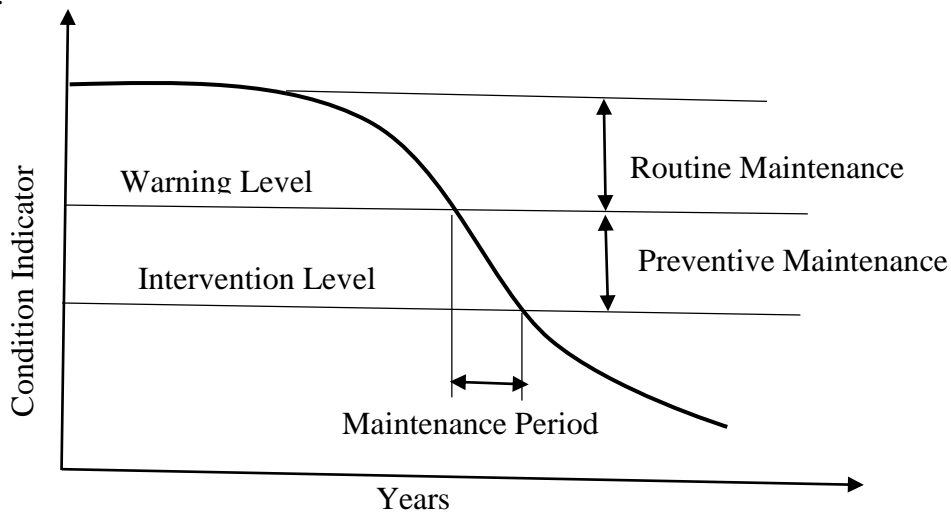 Condition Indicator
Warning Level
Routine Maintenance
Intervention Level
Preventive Maintenance
Maintenance Period
Years